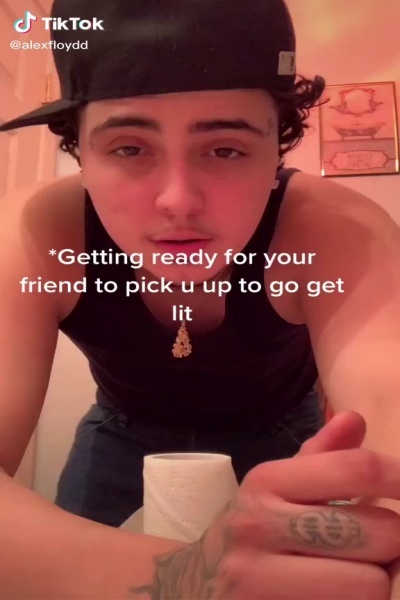 TikTok
@alexfloydd
*Getting ready for your
friend to pick u up to go get
lit